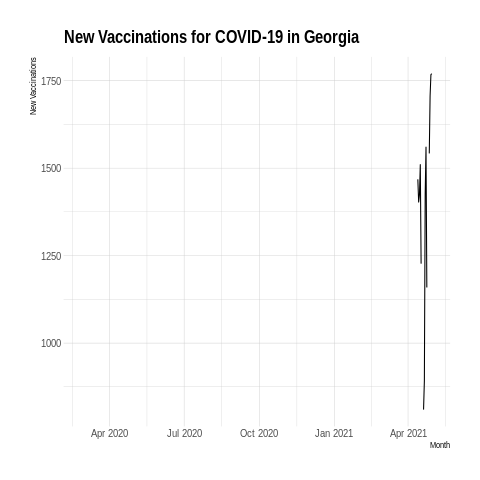 New Vaccinations for COVID-19 in Georgia
New Vaccinations
1750
1500
1250
1000
Apr 2020 Jul 2020 Oct 2020 Jan 2021 Apr 2021
Month